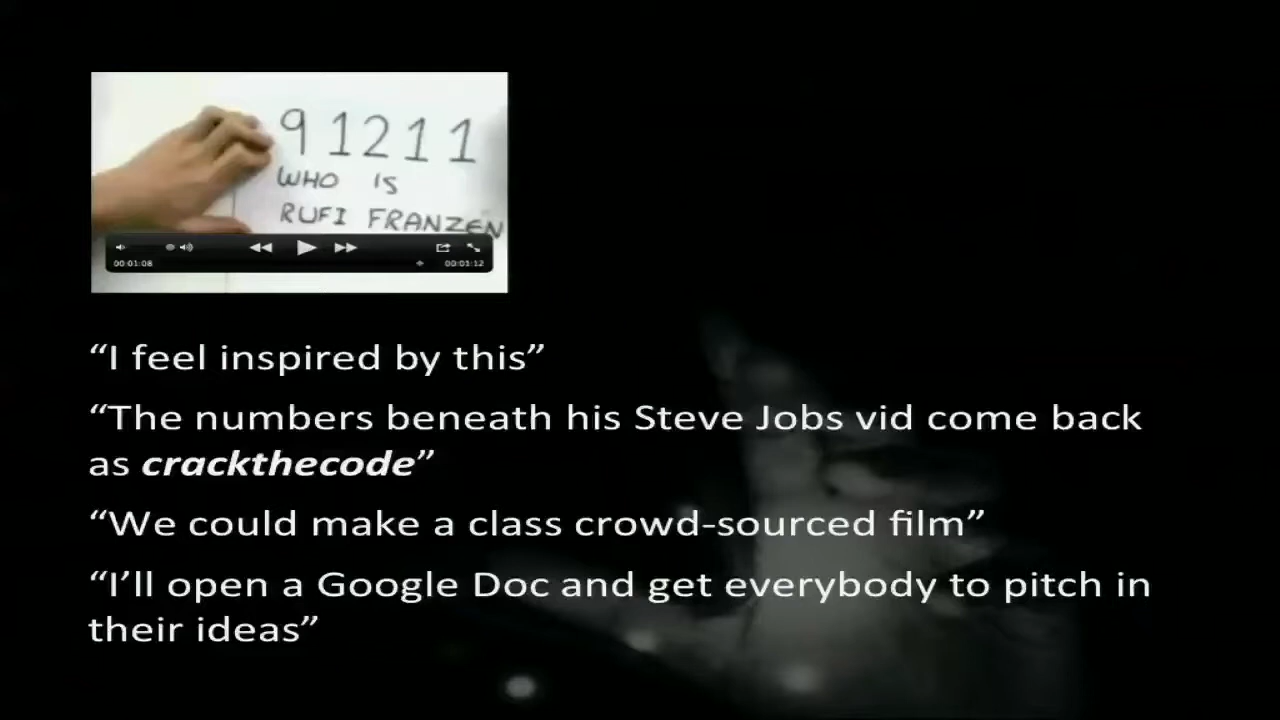 91211
WHO IS
RUFI FRANZEN
00:01:08 00:01:12
“I feel inspired by this”
“The numbers beneath his Steve Jobs vid come back
as crackthecode”
“We could make a class crowd-sourced film”
“I’ll open a Google Doc and get everybody to pitch in
their ideas”